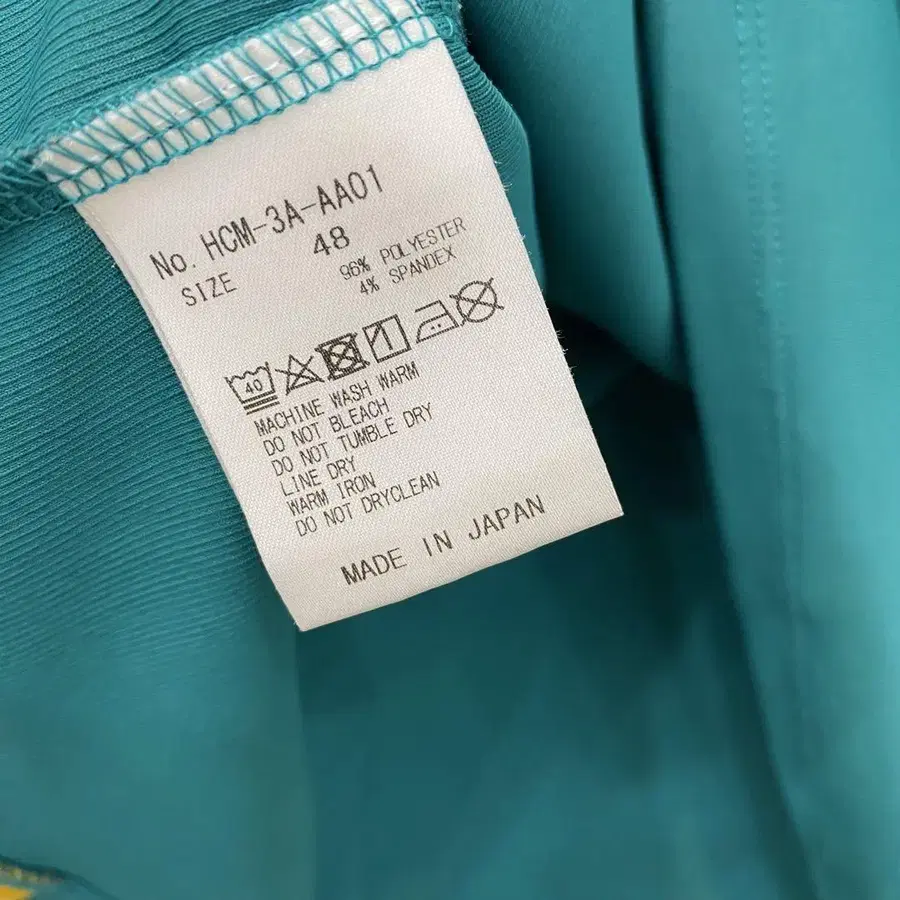 No. HCM-3A-AA01
SIZE 48
96% POLYESTER
4% SPANDEX
40
MACHINE WASH WARM
DO NOT BLEACH
DO NOT TUMBLE DRY
LINE DRY
WARM IRON
DO NOT DRYCLEAN
MADE IN JAPAN